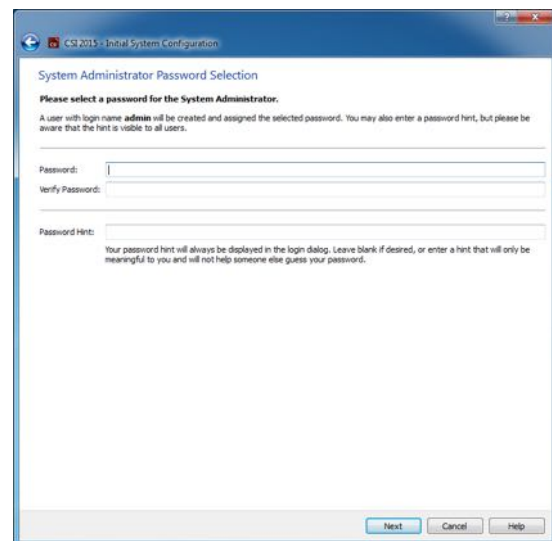 CSI 2015 - Initial System Configuration
System Administrator Password Selection
Please select a password for the System Administrator.
A user with login name admin will be created and assigned the selected password. You may also enter a password hint, but please be
aware that the hint is visible to all users.
Password:
Verify Password:
Password Hint:
Your password hint will always be displayed in the login dialog. Leave blank if desired, or enter a hint that will only be
meaningful to you and will not help someone else guess your password.
Next Cancel Help